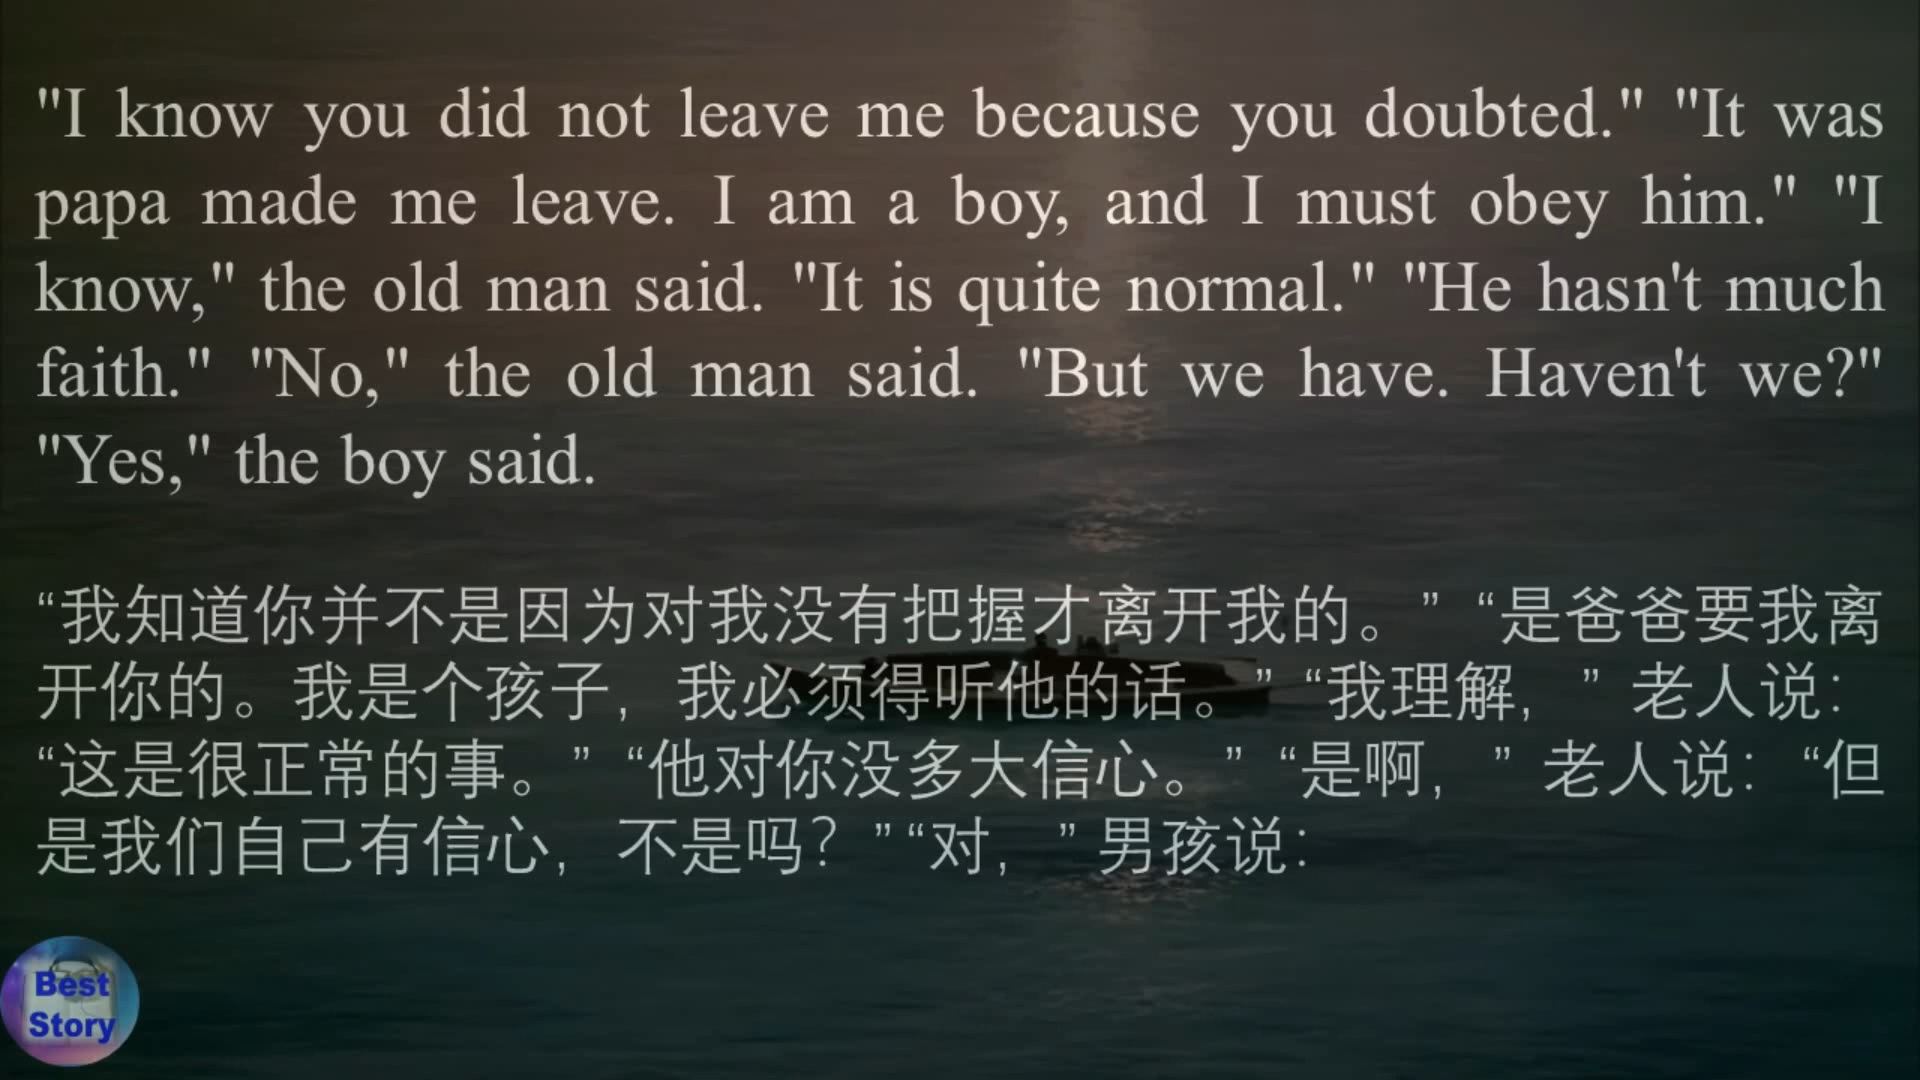 "I know you did not leave me because you doubted." "It was
papa made me leave. I am a boy, and I must obey him." "I
know," the old man said. "It is quite normal." "He hasn't much
faith." "No," the old man said. "But we have. Haven't we?"
"Yes," the boy said.
“我知道你并不是因为对我没有把握才离开我的。”“是爸爸要我离
开你的。我是个孩子，我必须得听他的话。”“我理解，”老人说：
“这是很正常的事。”“他对你没多大信心。”“是啊，”老人说：“但
是我们自己有信心，不是吗？”“对，”男孩说：
Best
Story